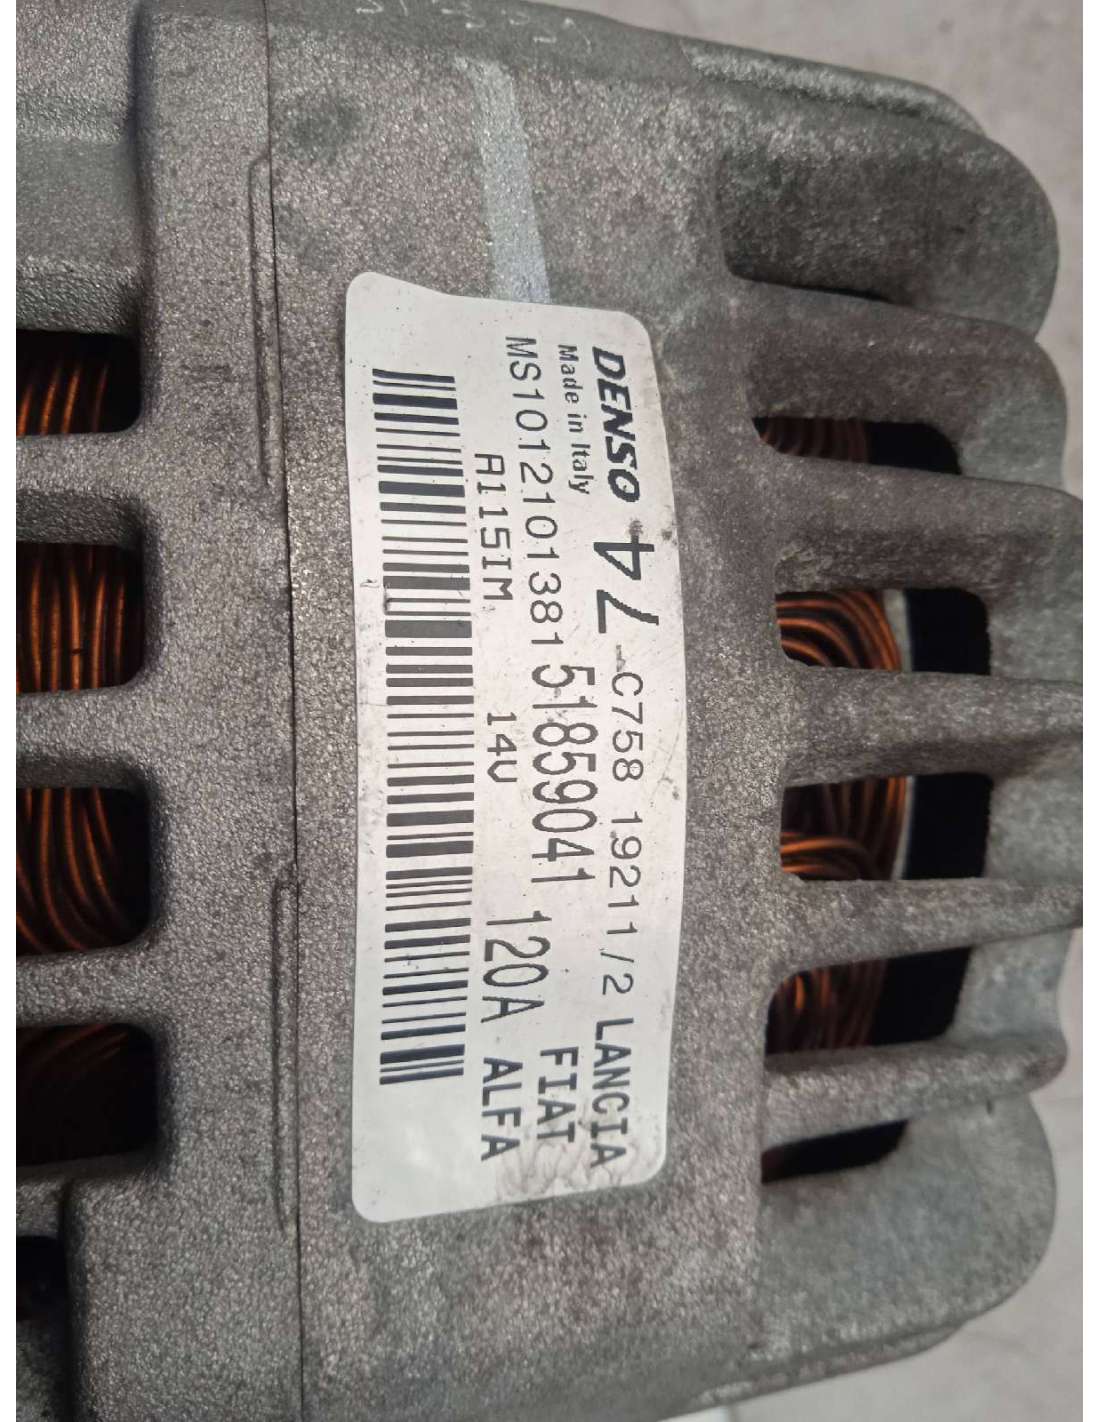 DENSO 74 C758 19211/2 LANCIA
Made in Italy
MS1012101381 51859041 FIAT
A115IM 14V 120A ALFA